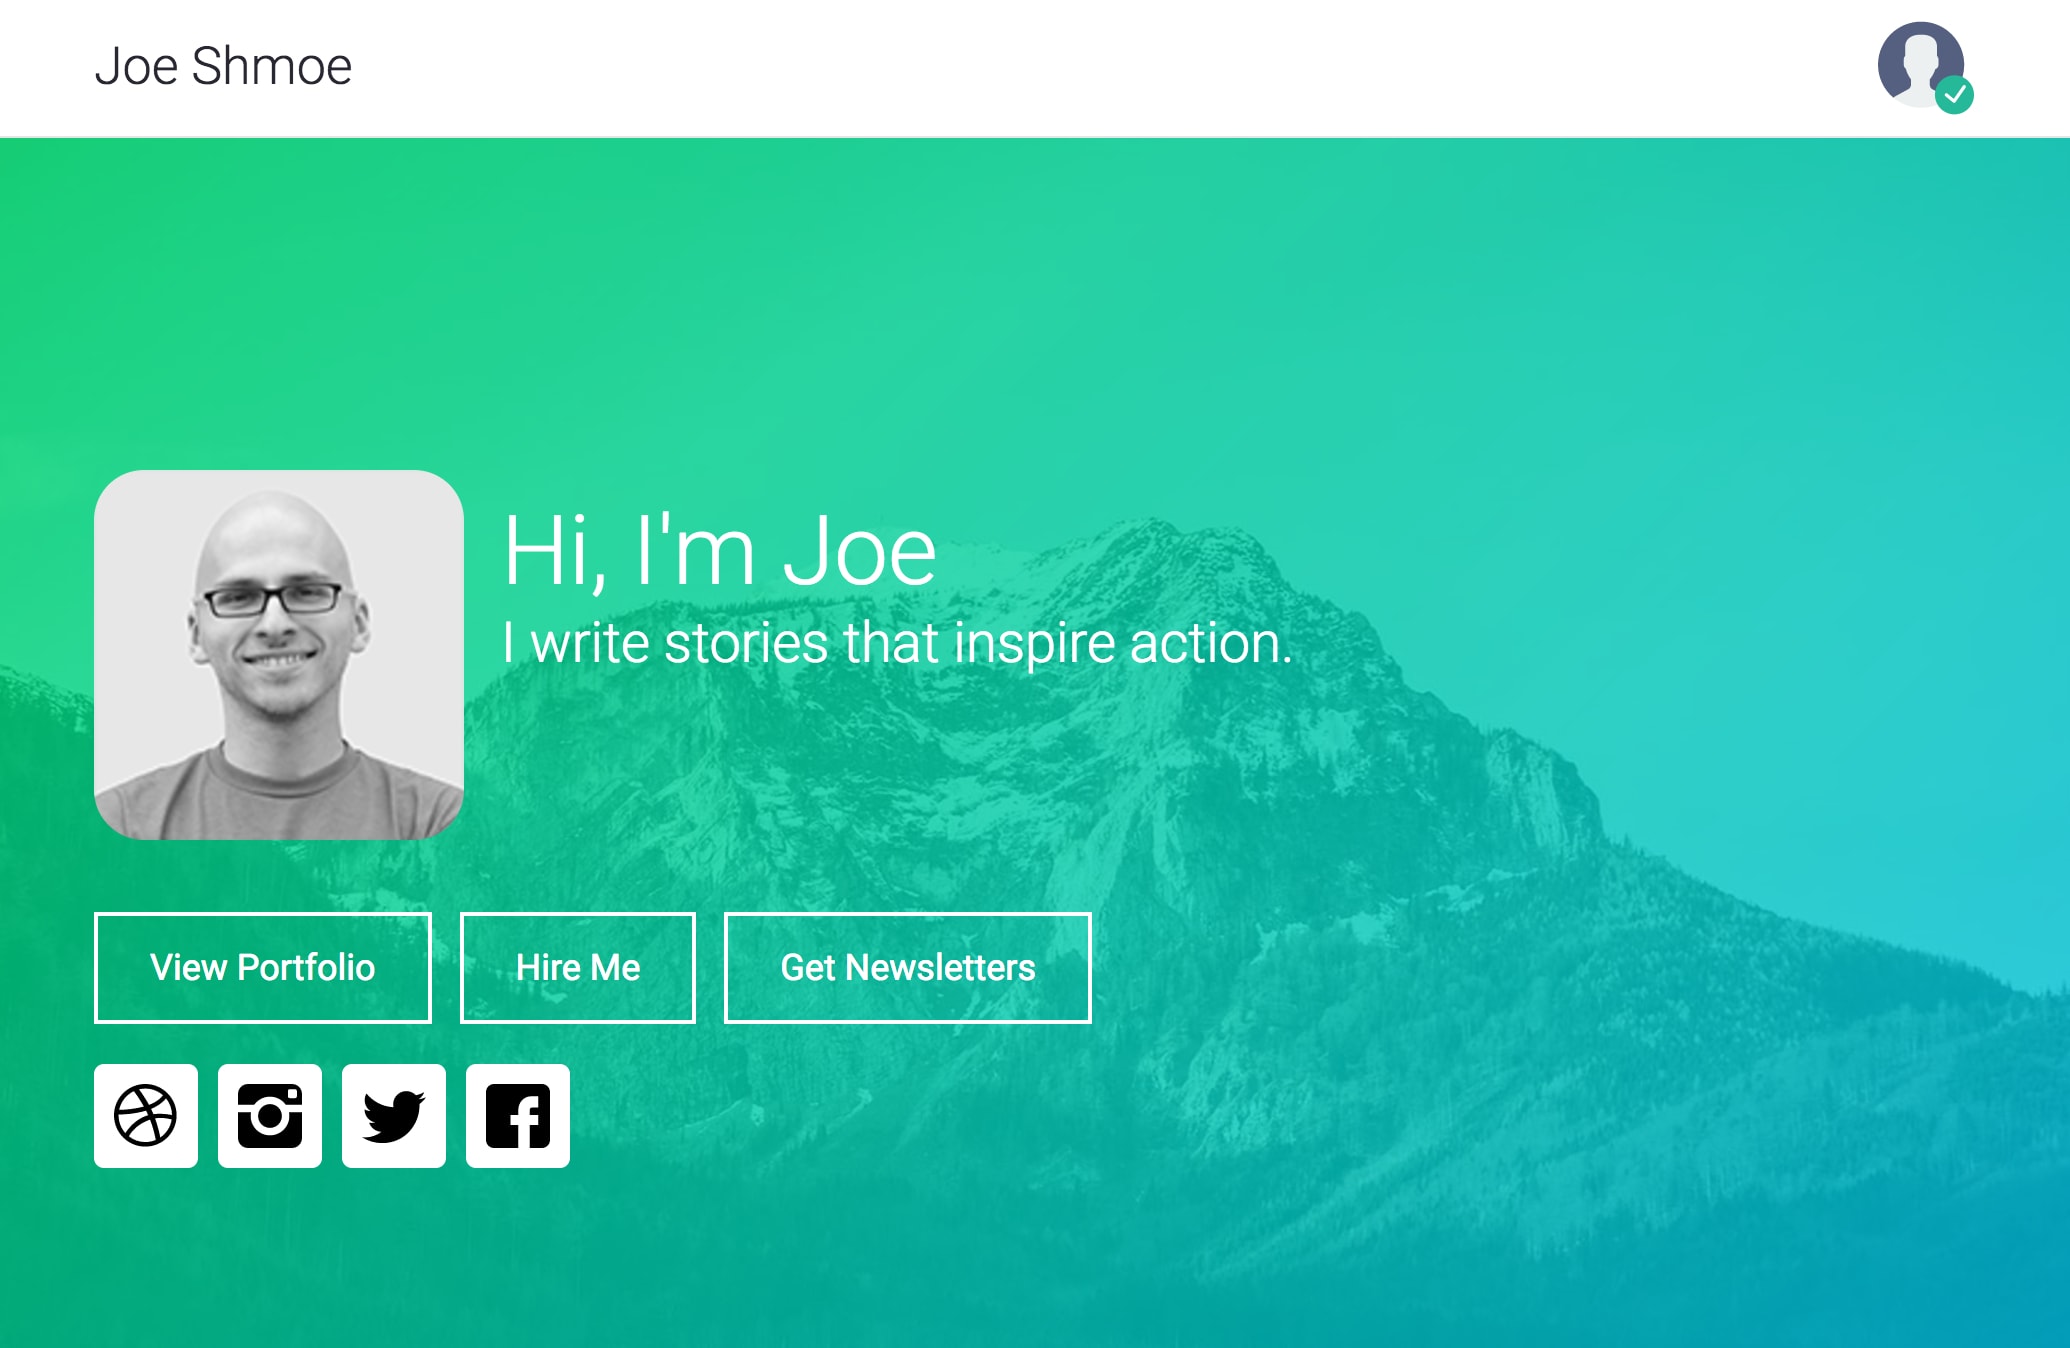 Joe Shmoe
Hi, I'm Joe
I write stories that inspire action.
View Portfolio
Hire Me
Get Newsletters